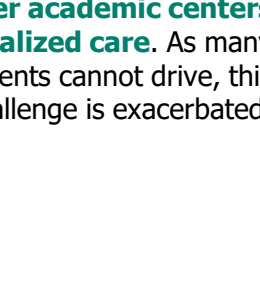 er academic centers
alized care. As many
ents cannot drive, thi
allenge is exacerbated